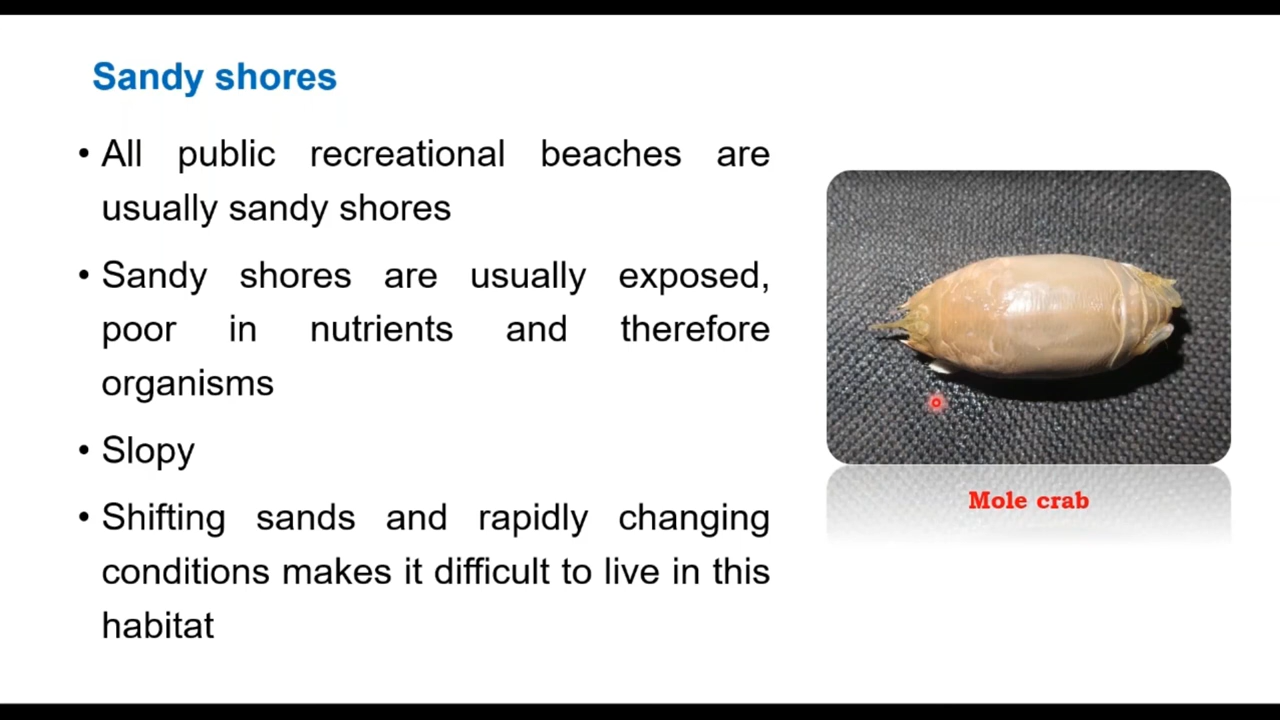 Sandy shores
• All public recreational beaches are
usually sandy shores
• Sandy shores are usually exposed,
poor in nutrients and therefore
organisms
• Slopy
• Shifting sands and rapidly changing
conditions makes it difficult to live in this
habitat
Mole crab